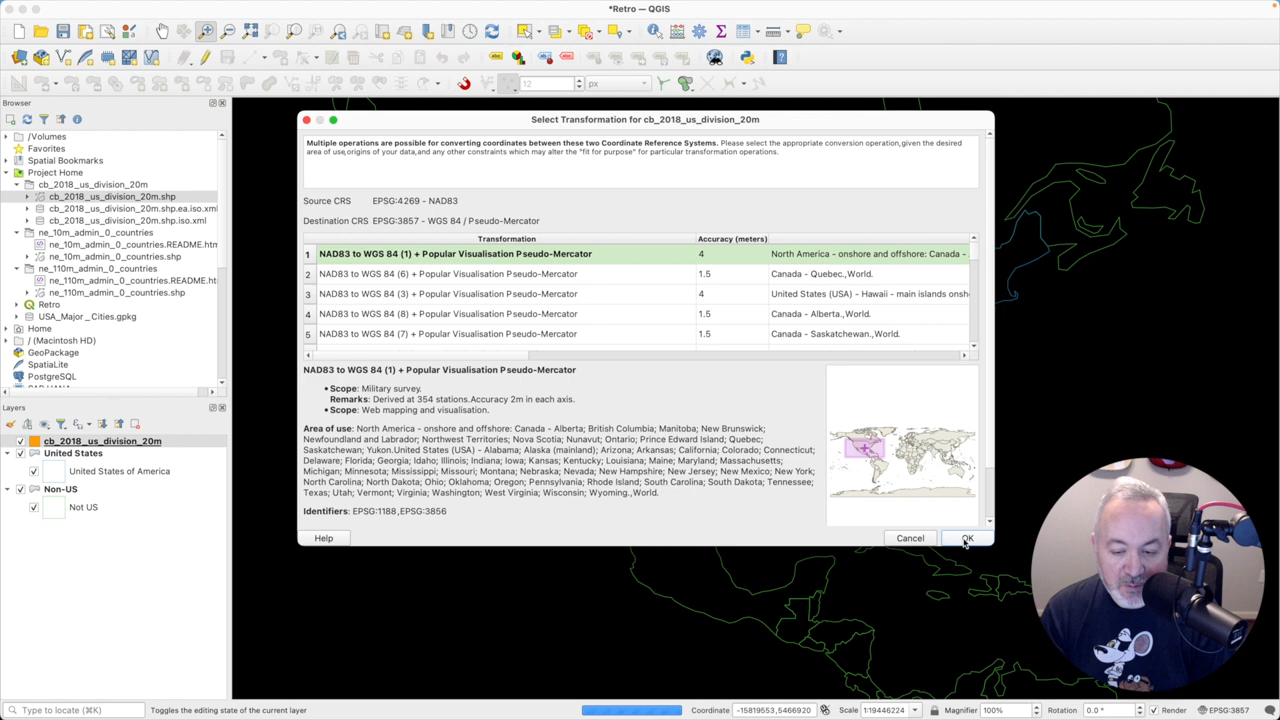 *Retro — QGIS
12
px
Browser
/Volumes
Favorites
Spatial Bookmarks
Project Home
cb_2018_us_division_20m
cb_2018_us_division_20m.shp
cb_2018_us_division_20m.shp.ea.iso.xml
cb_2018_us_division_20m.shp.iso.xml
ne_10m_admin_0_countries
ne_10m_admin_0_countries.README.htm
ne_10m_admin_0_countries.shp
ne_110m_admin_0_countries
ne_110m_admin_0_countries.README.ht
ne_110m_admin_0_countries.shp
Retro
USA_Major_Cities.gpkg
Home
/ (Macintosh HD)
GeoPackage
SpatiaLite
PostgreSQL
SAP HANA
Layers
cb_2018_us_division_20m
United States
United States of America
Non-US
Not US
Select Transformation for cb_2018_us_division_20m
Multiple operations are possible for converting coordinates between these two Coordinate Reference Systems. Please select the appropriate conversion operation,given the desired
area of use,origins of your data,and any other constraints which may alter the "fit for purpose" for particular transformation operations.
Source CRS EPSG:4269 - NAD83
Destination CRS EPSG:3857 - WGS 84 / Pseudo-Mercator
Transformation Accuracy (meters)
1 NAD83 to WGS 84 (1) + Popular Visualisation Pseudo-Mercator 4 North America - onshore and offshore: Canada -
2 NAD83 to WGS 84 (6) + Popular Visualisation Pseudo-Mercator 1.5 Canada - Quebec.,World.
3 NAD83 to WGS 84 (3) + Popular Visualisation Pseudo-Mercator 4 United States (USA) - Hawaii - main islands onsh
4 NAD83 to WGS 84 (8) + Popular Visualisation Pseudo-Mercator 1.5 Canada - Alberta.,World.
5 NAD83 to WGS 84 (7) + Popular Visualisation Pseudo-Mercator 1.5 Canada - Saskatchewan.,World.
NAD83 to WGS 84 (1) + Popular Visualisation Pseudo-Mercator
• Scope: Military survey.
Remarks: Derived at 354 stations.Accuracy 2m in each axis.
• Scope: Web mapping and visualisation.
Area of use: North America - onshore and offshore: Canada - Alberta; British Columbia; Manitoba; New Brunswick;
Newfoundland and Labrador; Northwest Territories; Nova Scotia; Nunavut; Ontario; Prince Edward Island; Quebec;
Saskatchewan; Yukon.United States (USA) - Alabama; Alaska (mainland); Arizona; Arkansas; California; Colorado; Connecticut;
Delaware; Florida; Georgia; Idaho; Illinois; Indiana; Iowa; Kansas; Kentucky; Louisiana; Maine; Maryland; Massachusetts;
Michigan; Minnesota; Mississippi; Missouri; Montana; Nebraska; Nevada; New Hampshire; New Jersey; New Mexico; New York;
North Carolina; North Dakota; Ohio; Oklahoma; Oregon; Pennsylvania; Rhode Island; South Carolina; South Dakota; Tennessee;
Texas; Utah; Vermont; Virginia; Washington; West Virginia; Wisconsin; Wyoming.,World.
Identifiers: EPSG:1188,EPSG:3856
Help
Cancel
OK
Type to locate (⌘K)
Toggles the editing state of the current layer
Coordinate -15819553,5466920
Scale 1:19446224
Magnifier 100%
Rotation 0.0 °
Render
EPSG:3857